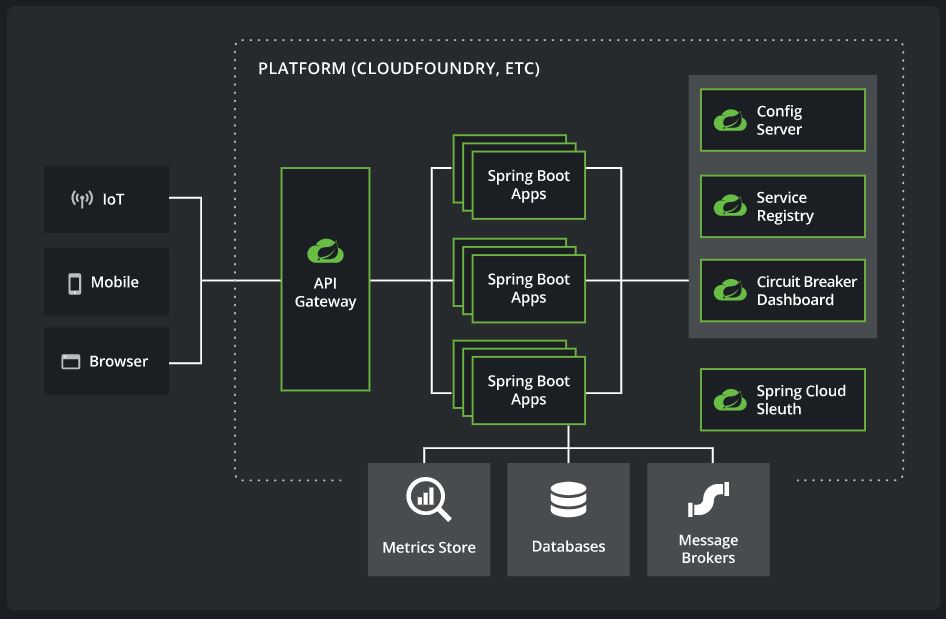 PLATFORM (CLOUDFOUNDRY, ETC)
IoT
Mobile
Browser
API
Gateway
Spring Boot
Apps
Spring Boot
Apps
Spring Boot
Apps
Config
Server
Service
Registry
Circuit Breaker
Dashboard
Spring Cloud
Sleuth
Metrics Store
Databases
Message
Brokers